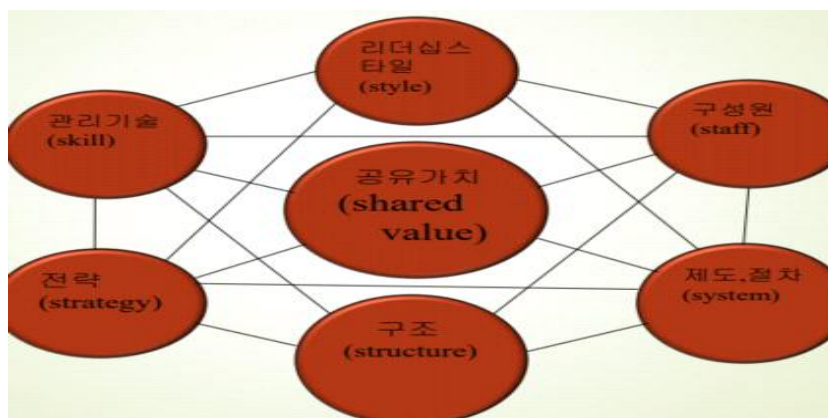 리더십스
타일
(style)
관리기술
(skill)
구성원
(staff)
공유가치
(shared
value)
전략
(strategy)
제도,절차
(system)
구조
(structure)